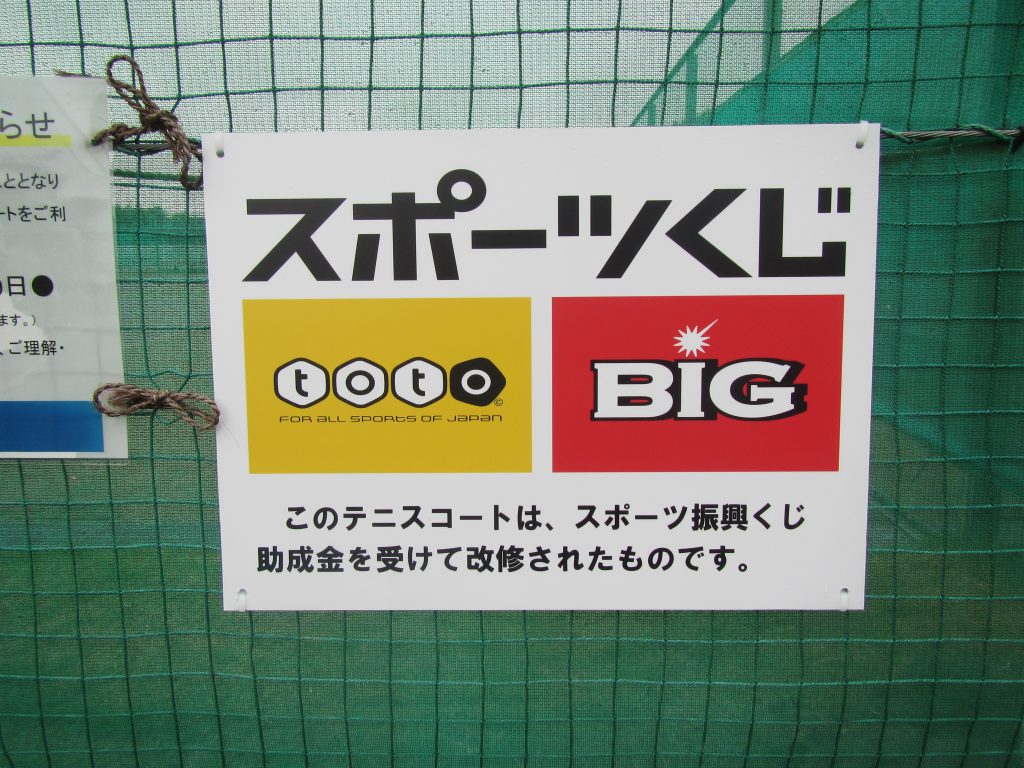 らせ
ととなり
ートをご利
日●
ます。)
、ご理解・
スポーツくじ
toto
©
FOR ALL SPORTS OF JAPAN
BIG
このテニスコートは、スポーツ振興くじ
助成金を受けて改修されたものです。